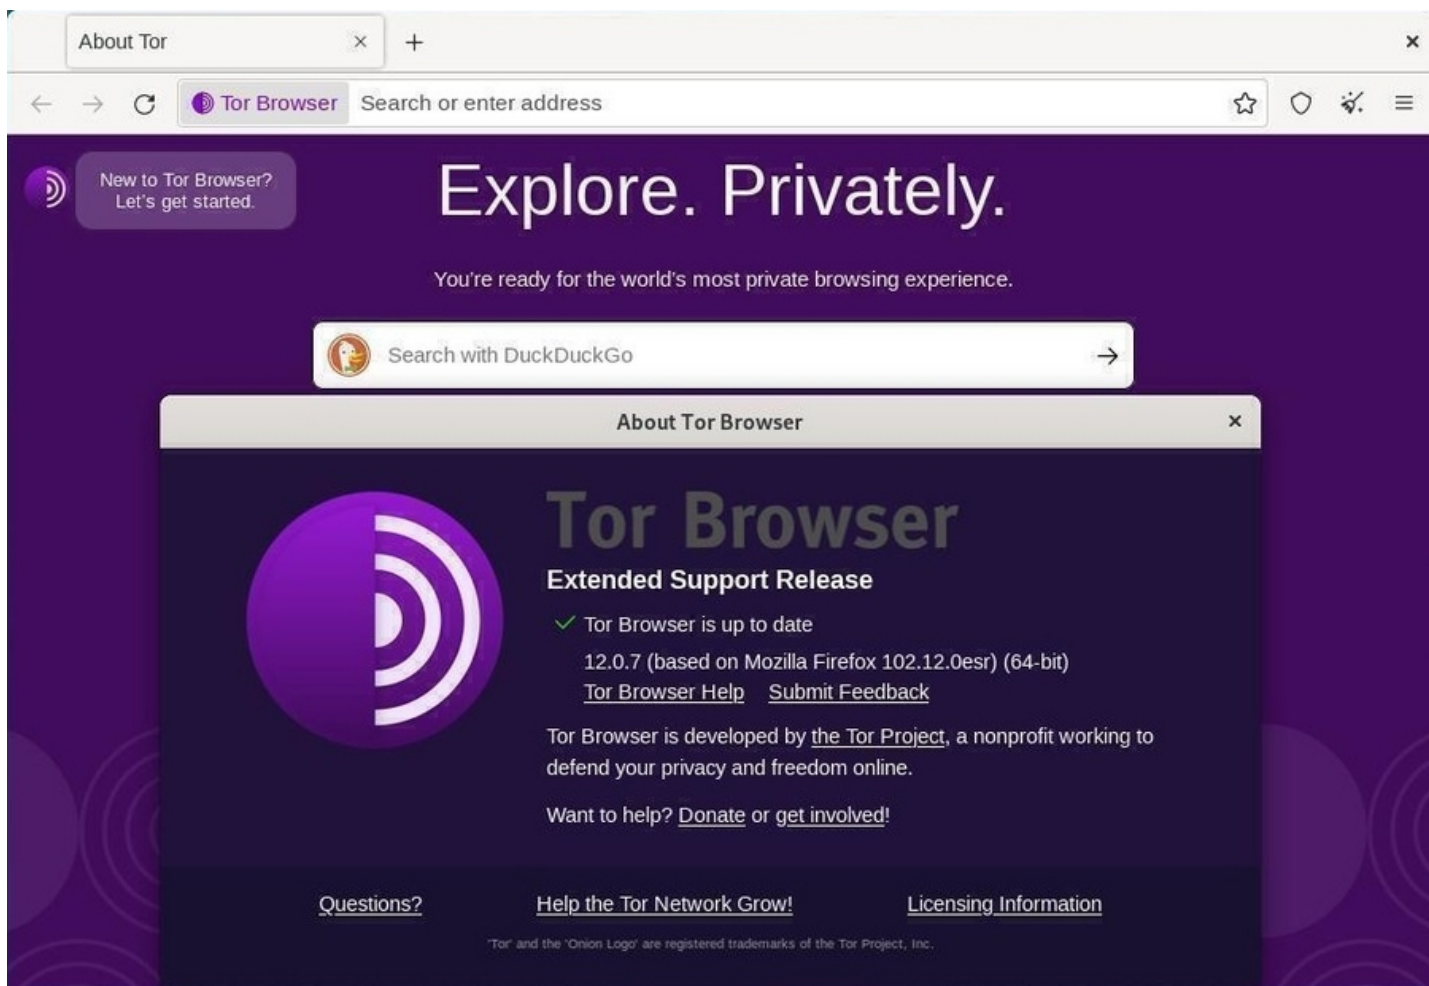 About Tor
Tor Browser Search or enter address
New to Tor Browser?
Let's get started.
Explore. Privately.
You're ready for the world's most private browsing experience.
Search with DuckDuckGo
About Tor Browser
Tor Browser
Extended Support Release
Tor Browser is up to date
12.0.7 (based on Mozilla Firefox 102.12.0esr) (64-bit)
Tor Browser Help Submit Feedback
Tor Browser is developed by the Tor Project, a nonprofit working to
defend your privacy and freedom online.
Want to help? Donate or get involved!
Questions? Help the Tor Network Grow! Licensing Information
'Tor' and the 'Onion Logo' are registered trademarks of the Tor Project, Inc.